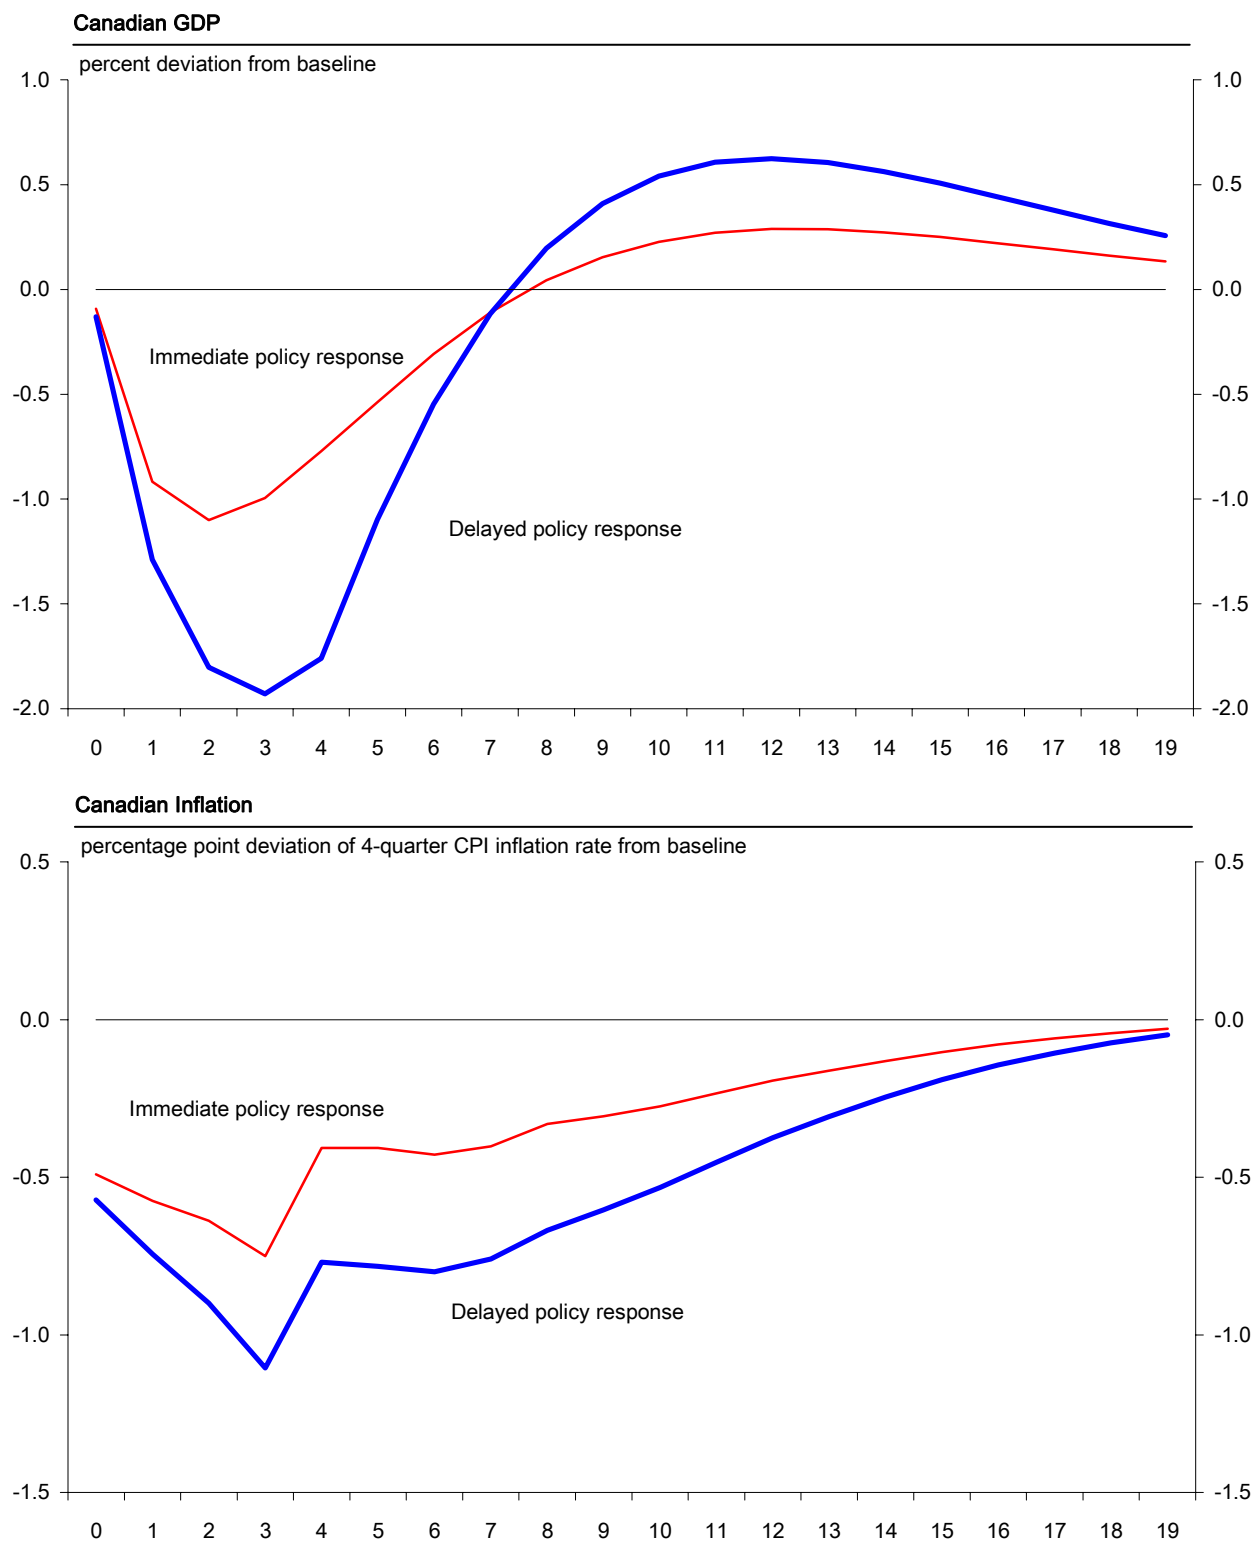 Canadian GDP
percent deviation from baseline
1.0 1.0
0.5 0.5
0.0 0.0
Immediate policy response
-0.5 -0.5
-1.0 -1.0
Delayed policy response
-1.5 -1.5
-2.0 -2.0
0 1 2 3 4 5 6 7 8 9 10 11 12 13 14 15 16 17 18 19
Canadian Inflation
percentage point deviation of 4-quarter CPI inflation rate from baseline
0.5 0.5
0.0 0.0
Immediate policy response
-0.5 -0.5
Delayed policy response
-1.0 -1.0
-1.5 -1.5
0 1 2 3 4 5 6 7 8 9 10 11 12 13 14 15 16 17 18 19